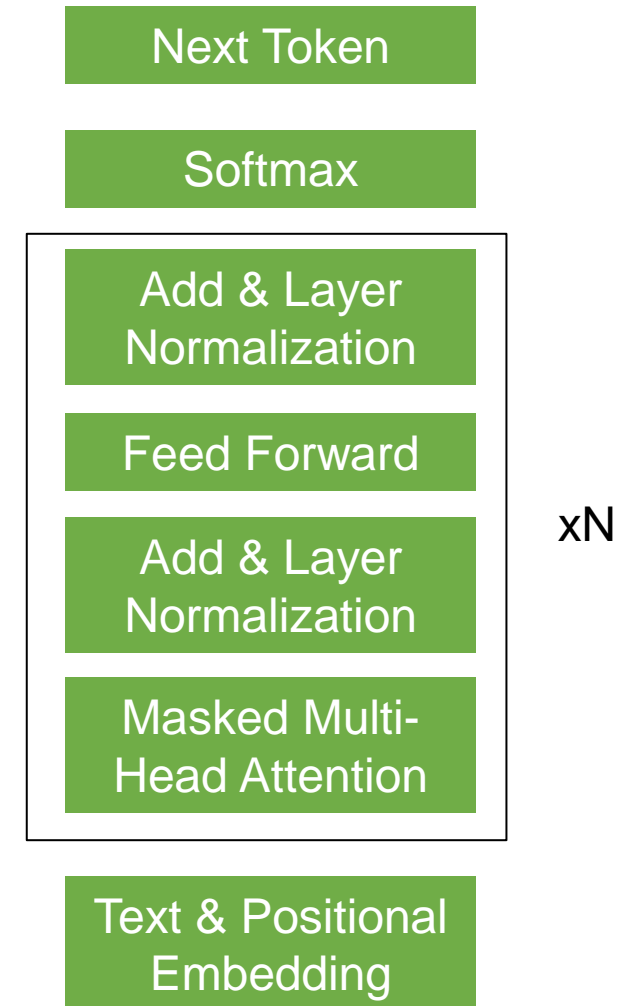 Next Token
Softmax
Add & Layer
Normalization
Feed Forward
xN
Add & Layer
Normalization
Masked Multi-
Head Attention
Text & Positional
Embedding